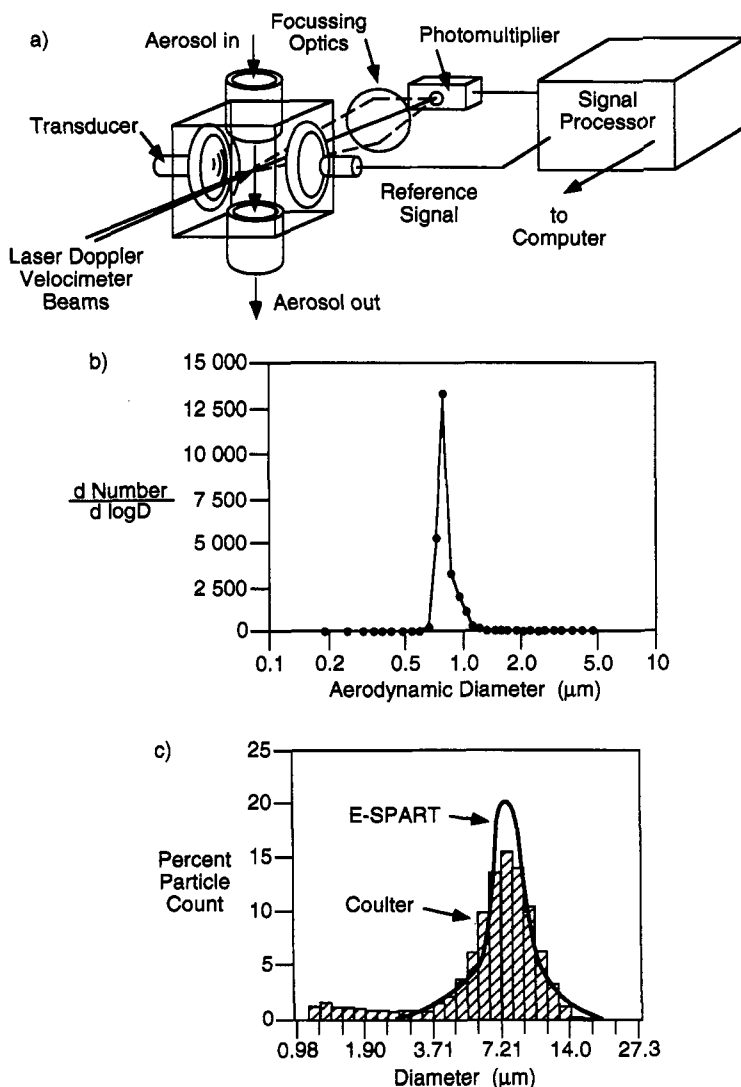 a)
Aerosol in
Focussing
Optics
Photomultiplier
Transducer
Signal
Processor
Reference
Signal
to
Computer
Laser Doppler
Velocimeter
Beams
Aerosol out
b)
15 000
12 500
10 000
7 500
5 000
2 500
0
d Number
d logD
0.1 0.2 0.5 1.0 2.0 5.0 10
Aerodynamic Diameter (μm)
c)
25
20
15
10
5
0
E-SPART
Coulter
Percent
Particle
Count
0.98 1.90 3.71 7.21 14.0 27.3
Diameter (μm)